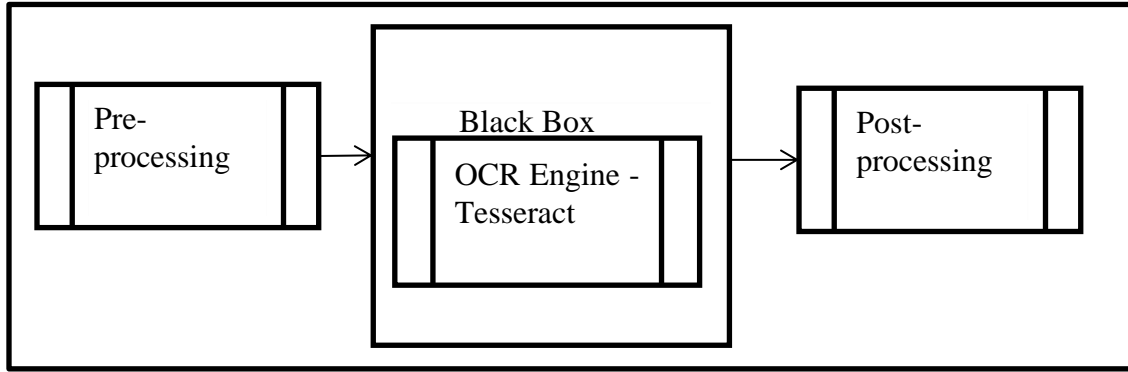 Pre-
processing
Black Box
OCR Engine -
Tesseract
Post-
processing